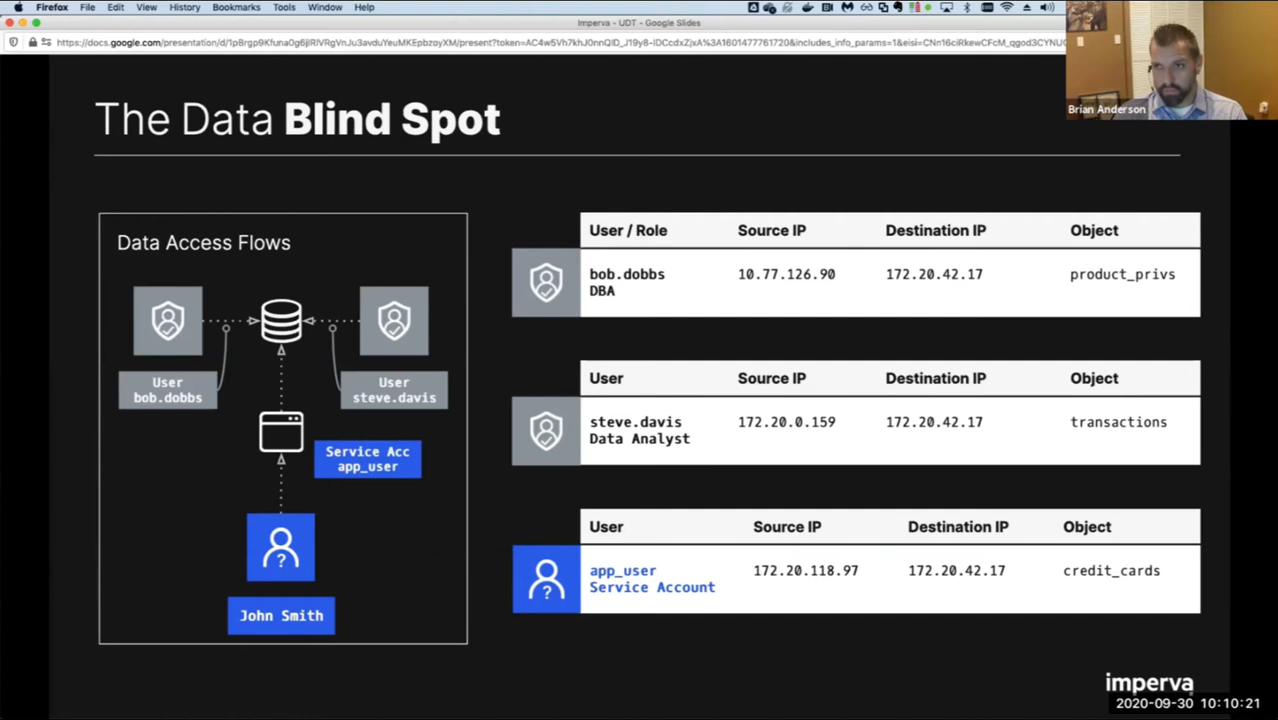 Firefox File Edit View History Bookmarks Tools Window Help
Imperva - UDT - Google Slides
The Data Blind Spot
Brian Anderson
Data Access Flows
User
bob.dobbs
User
steve.davis
Service Acc
app_user
John Smith
User / Role Source IP Destination IP Object
bob.dobbs 10.77.126.90 172.20.42.17 product_privs
DBA
User Source IP Destination IP Object
steve.davis 172.20.0.159 172.20.42.17 transactions
Data Analyst
User Source IP Destination IP Object
app_user 172.20.118.97 172.20.42.17 credit_cards
Service Account
imperva
2020-09-30 10:10:21